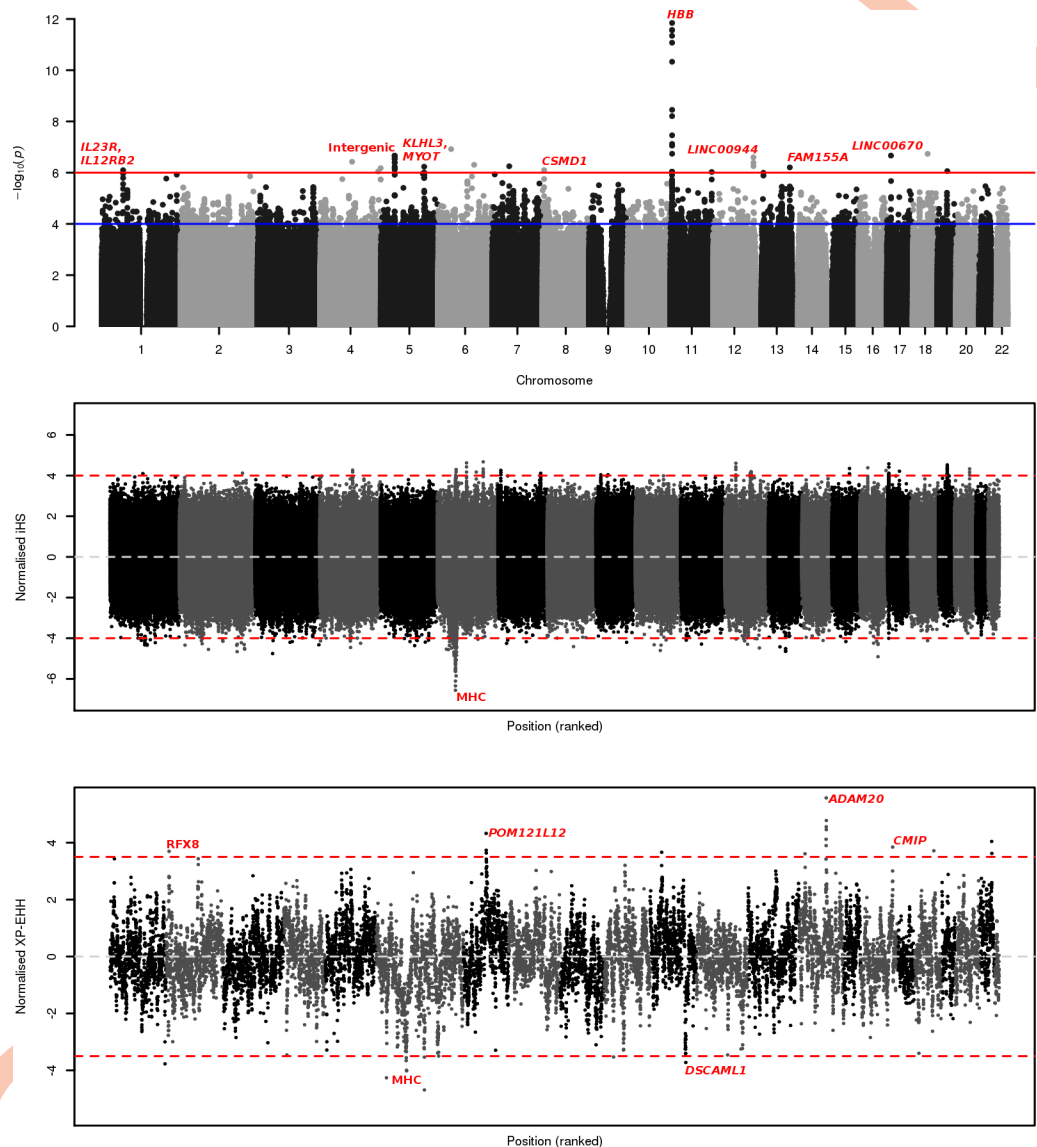 12
10
8
6
4
2
0
−log10(p)
HBB
IL23R,
IL12RB2
Intergenic
KLHL3,
MYOT
CSMD1
LINC00944
FAM155A
LINC00670
1 2 3 4 5 6 7 8 9 10 11 12 13 14 15 16 17 18 20 22
Chromosome
6
4
2
0
-2
-4
-6
Normalised iHS
MHC
Position (ranked)
4
2
0
-2
-4
Normalised XP-EHH
RFX8
POM121L12
ADAM20
CMIP
MHC
DSCAML1
Position (ranked)